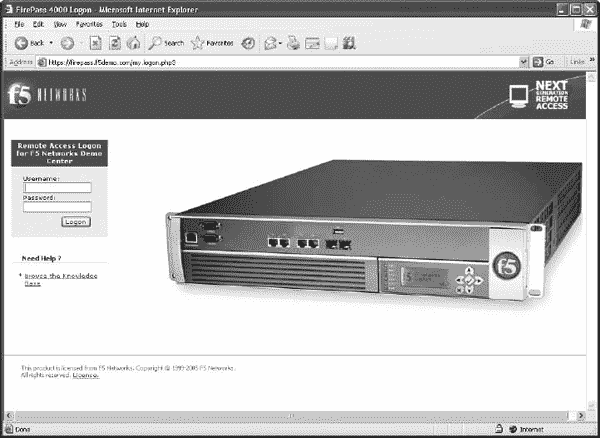 FirePass 4000 Logon - Microsoft Internet Explorer
File Edit View Favorites Tools Help
Back Search Favorites
Address https://firepass.f5demo.com/my.logon.php3 Go Links
f5 NETWORKS
NEXT
GENERATION
REMOTE
ACCESS
Remote Access Logon
for F5 Networks Demo
Center
Username:
Password:
Logon
Need Help ?
Browse the Knowledge
Base
f5
f5
This product is licensed from F5 Networks. Copyright © 1999-2005 F5 Networks.
All rights reserved. License.
Done Internet